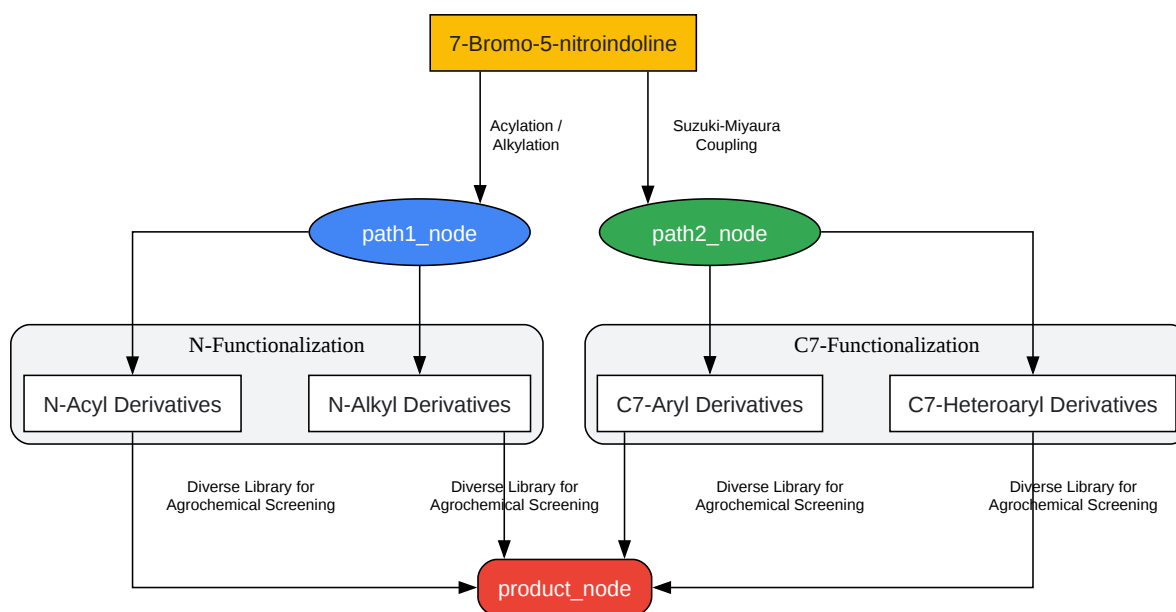 7-Bromo-5-nitroindoline
Acylation /
Alkylation
Suzuki-Miyaura
Coupling
path1_node
path2_node
N-Functionalization
C7-Functionalization
N-Acyl Derivatives
N-Alkyl Derivatives
C7-Aryl Derivatives
C7-Heteroaryl Derivatives
Diverse Library for
Agrochemical Screening
Diverse Library for
Agrochemical Screening
Diverse Library for
Agrochemical Screening
Diverse Library for
Agrochemical Screening
product_node